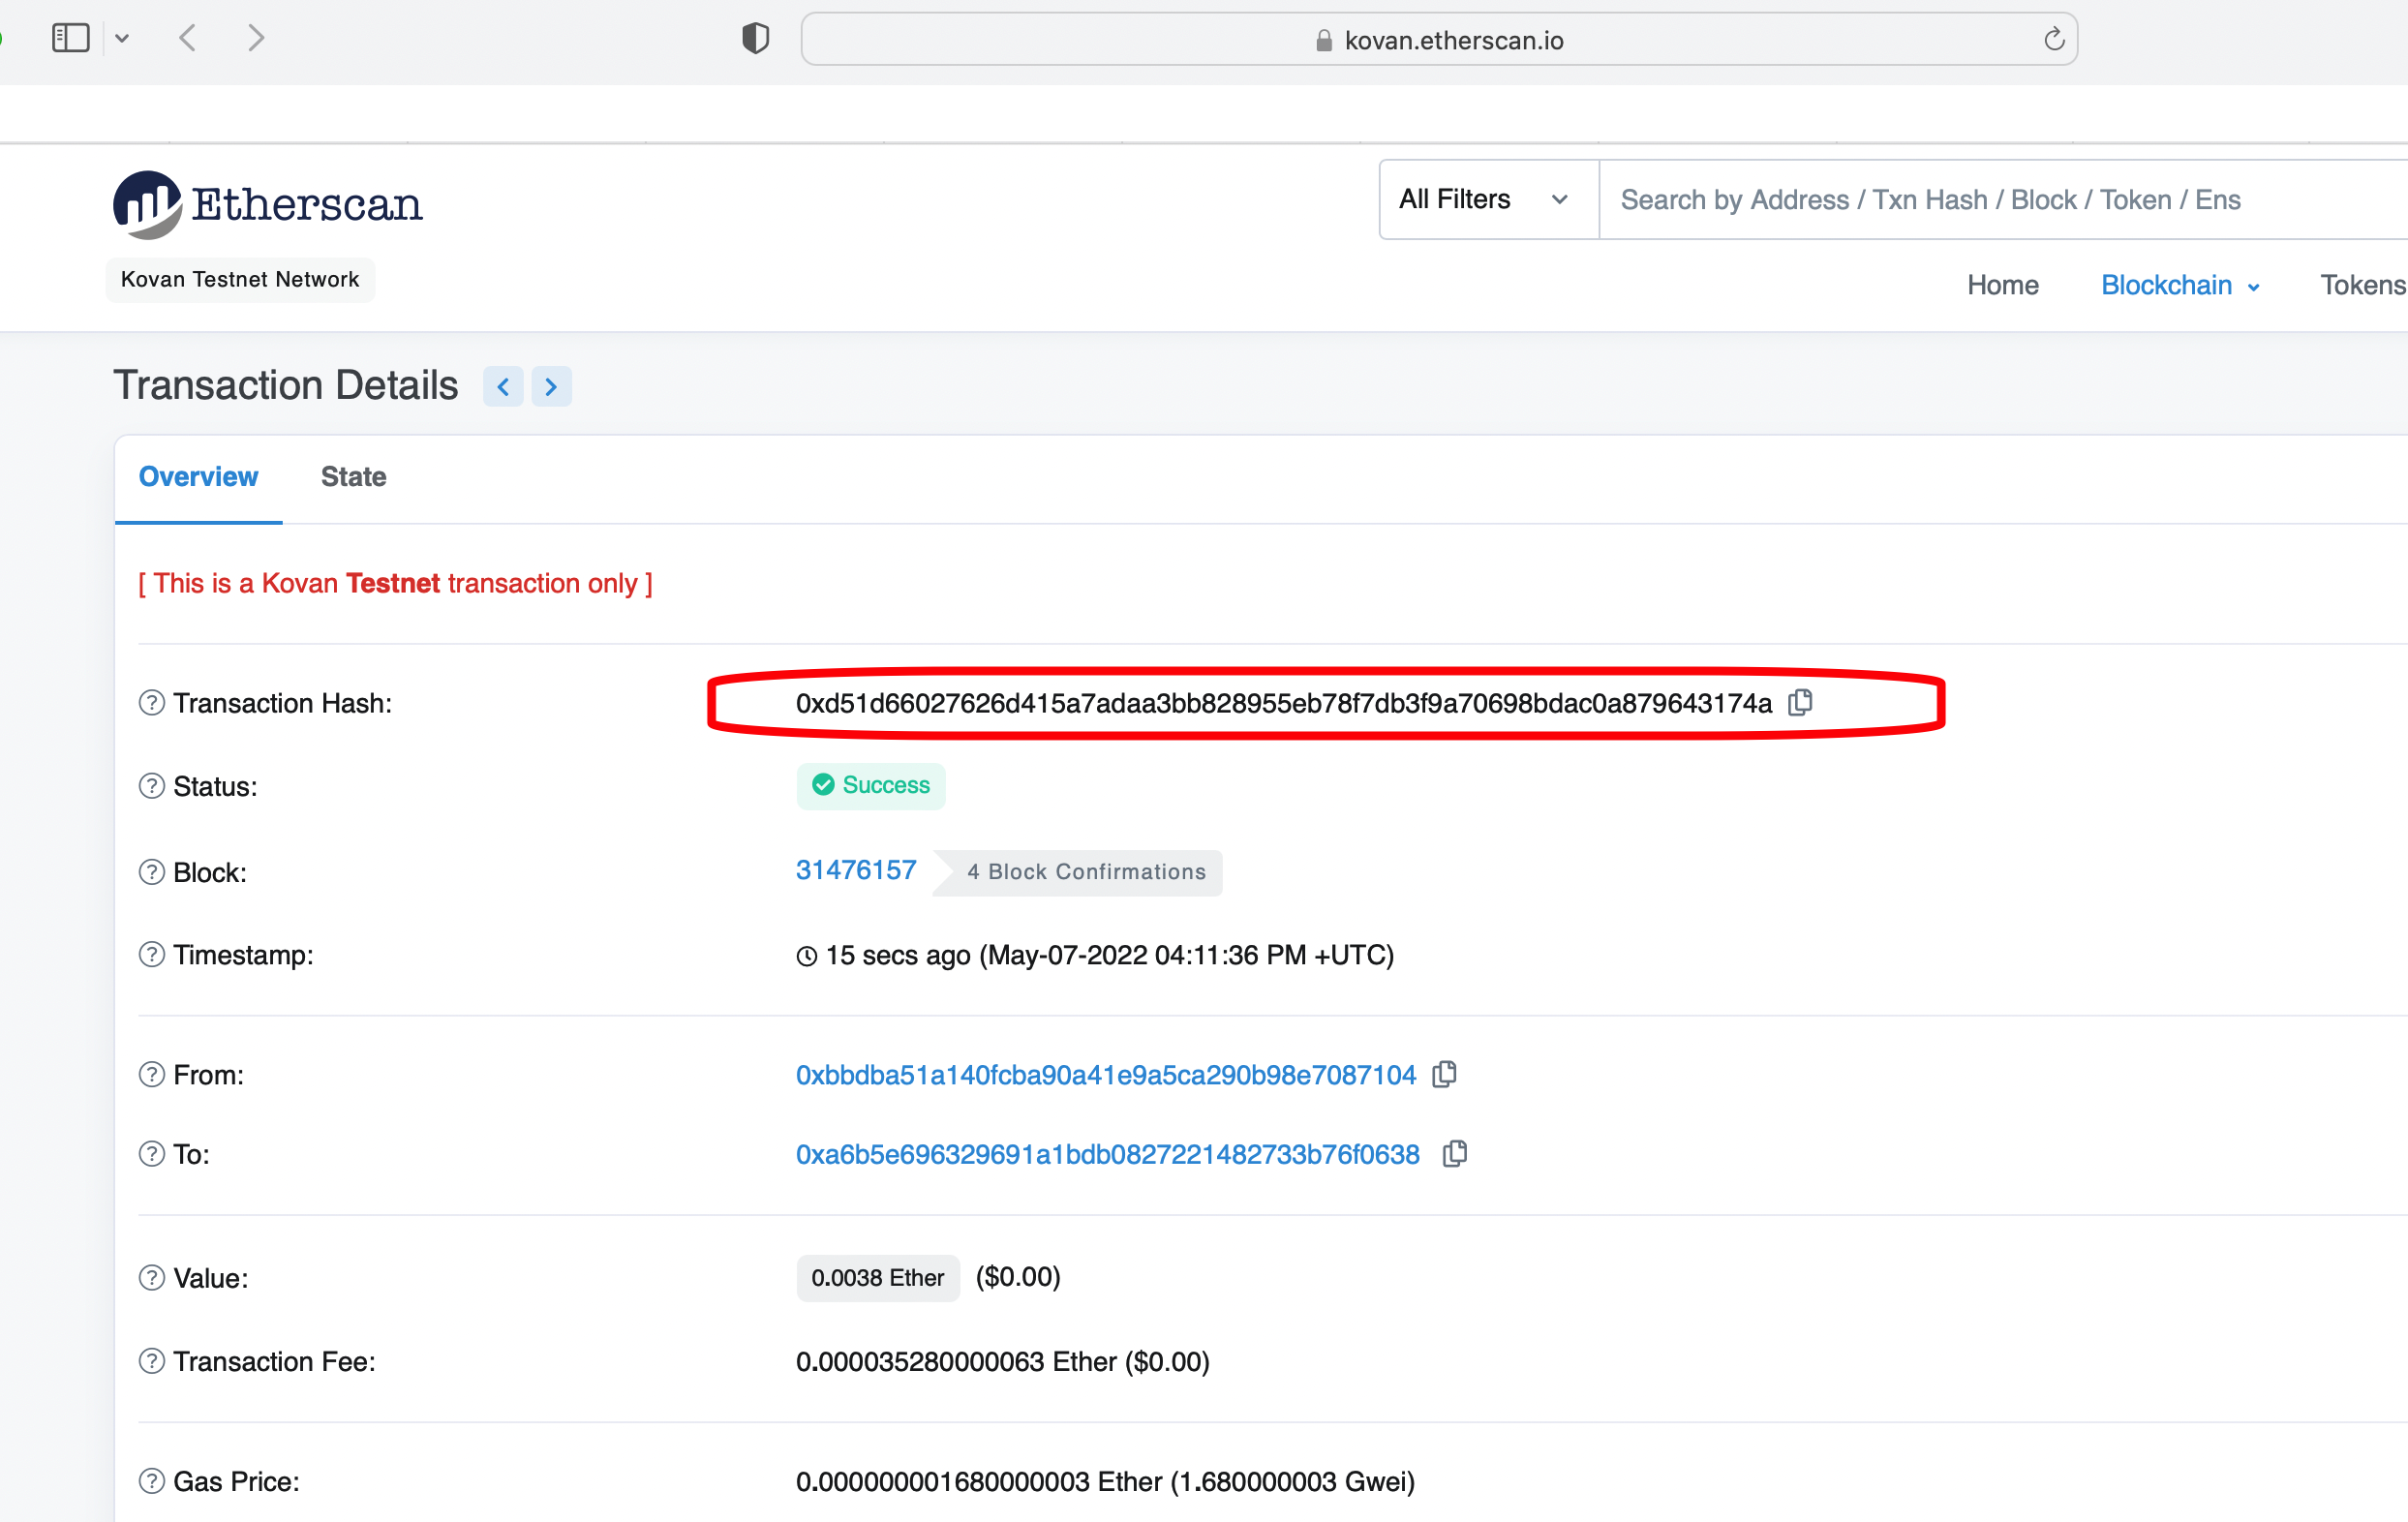 kovan.etherscan.io
Etherscan
All Filters
Search by Address / Txn Hash / Block / Token / Ens
Kovan Testnet Network
Home Blockchain Tokens
Transaction Details
Overview State
[ This is a Kovan Testnet transaction only ]
Transaction Hash: 0xd51d66027626d415a7adaa3bb828955eb78f7db3f9a70698bdac0a879643174a
Status: Success
Block: 31476157 4 Block Confirmations
Timestamp: 15 secs ago (May-07-2022 04:11:36 PM +UTC)
From: 0xbbdba51a140fcba90a41e9a5ca290b98e7087104
To: 0xa6b5e696329691a1bdb0827221482733b76f0638
Value: 0.0038 Ether ($0.00)
Transaction Fee: 0.000035280000063 Ether ($0.00)
Gas Price: 0.000000001680000003 Ether (1.680000003 Gwei)